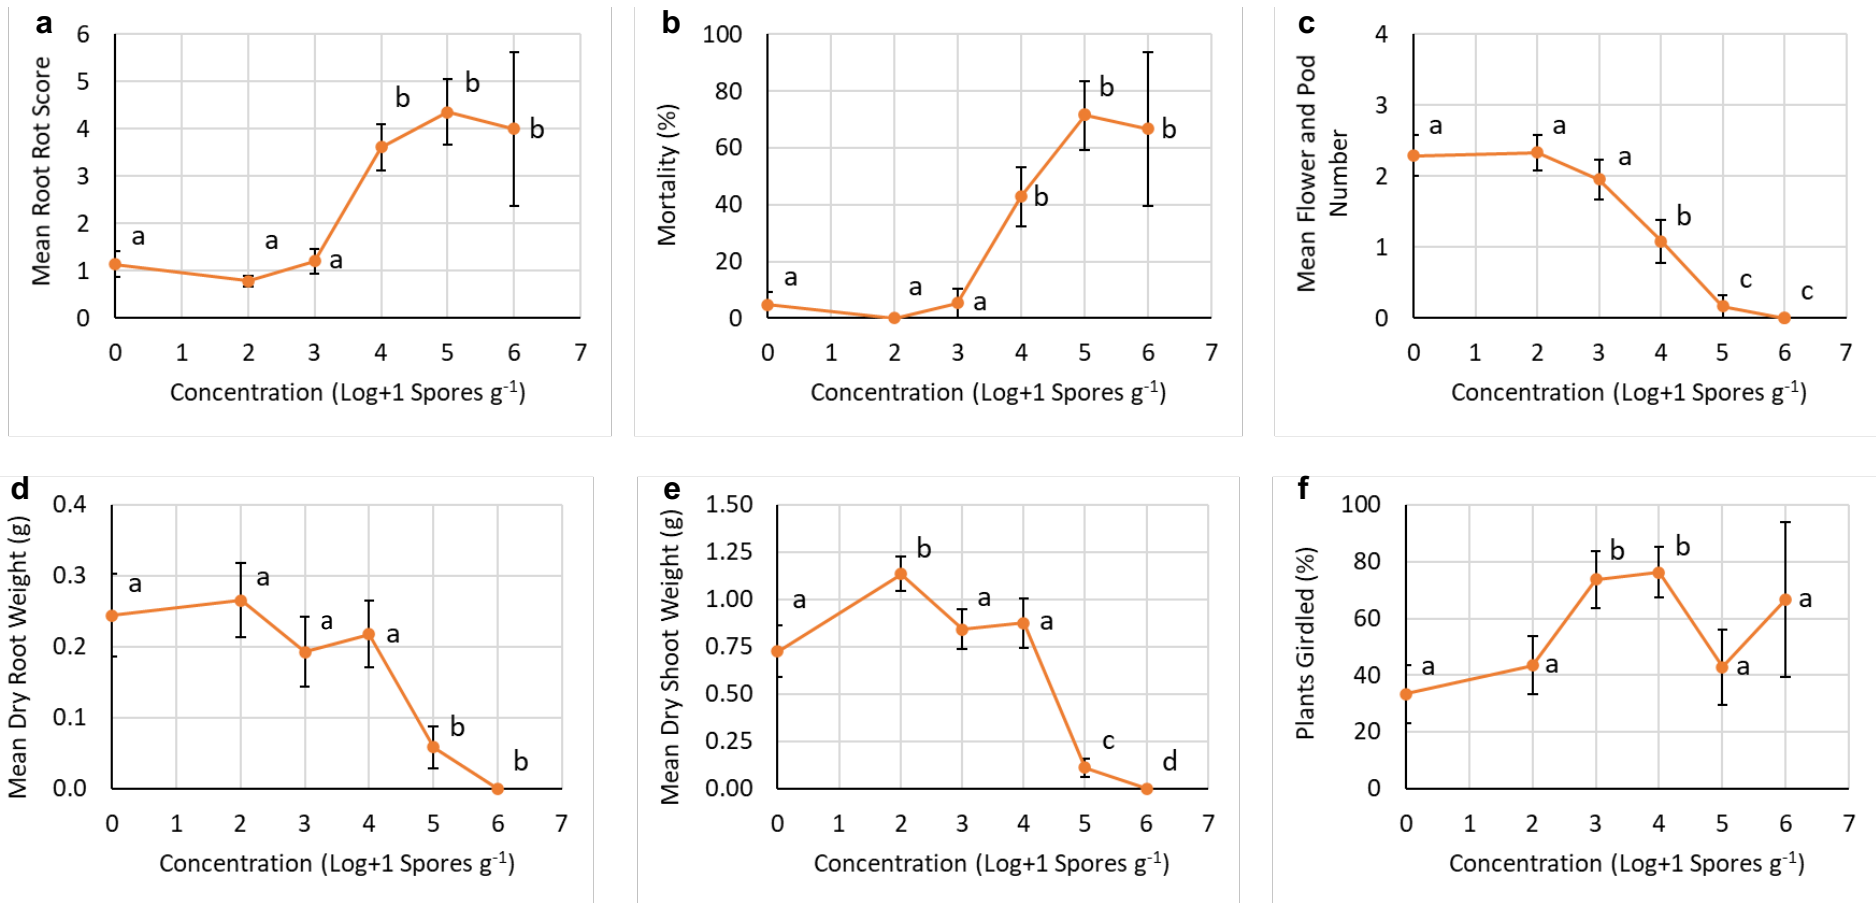 a
Mean Root Rot Score
6
5
4
3
2
1
0
a
a
a
b
b
b
0 1 2 3 4 5 6 7
Concentration (Log+1 Spores g-1)
b
Mortality (%)
100
80
60
40
20
0
a
a
a
b
b
b
0 1 2 3 4 5 6 7
Concentration (Log+1 Spores g-1)
c
Mean Flower and Pod
Number
4
3
2
1
0
a
a
a
b
c
c
0 1 2 3 4 5 6 7
Concentration (Log+1 Spores g-1)
d
Mean Dry Root Weight (g)
0.4
0.3
0.2
0.1
0.0
a
a
a
a
b
b
0 1 2 3 4 5 6 7
Concentration (Log+1 Spores g-1)
e
Mean Dry Shoot Weight (g)
1.50
1.25
1.00
0.75
0.50
0.25
0.00
a
b
a
a
c
d
0 1 2 3 4 5 6 7
Concentration (Log+1 Spores g-1)
f
Plants Girdled (%)
100
80
60
40
20
0
a
a
b
b
a
a
0 1 2 3 4 5 6 7
Concentration (Log+1 Spores g-1)